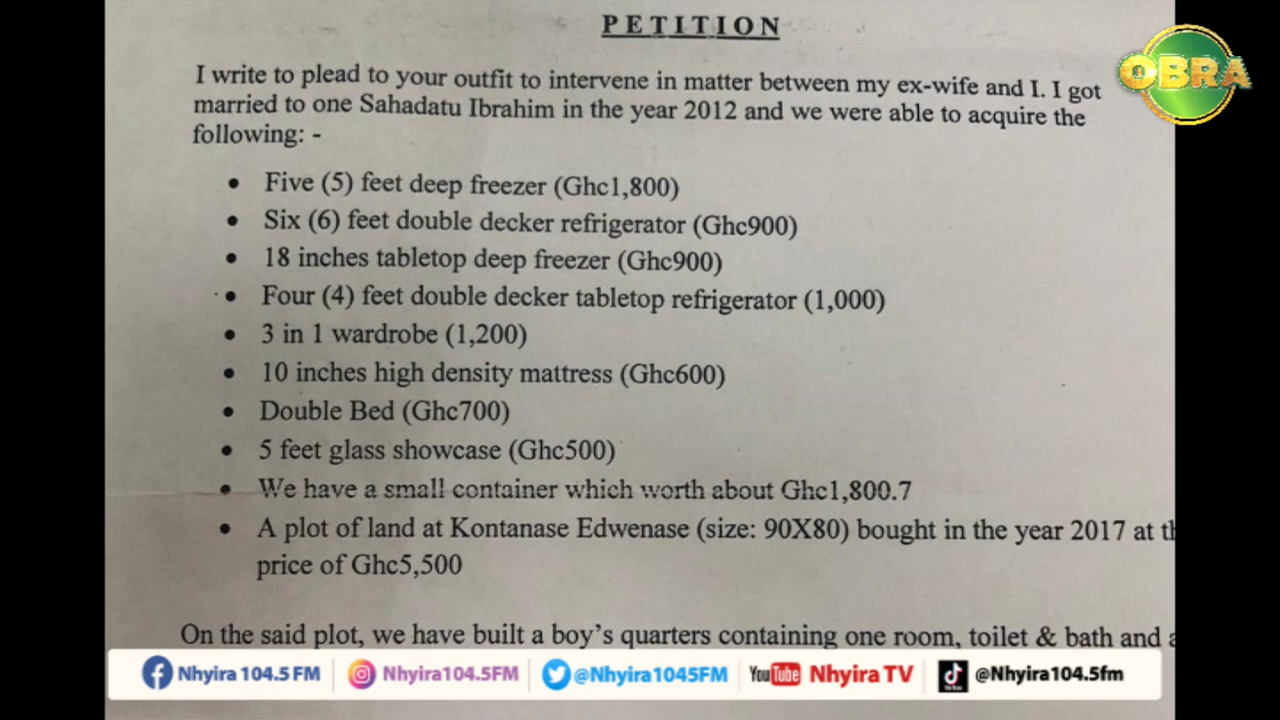 PETITION
OBRA
I write to plead to your outfit to intervene in matter between my ex-wife and I. I got
married to one Sahadatu Ibrahim in the year 2012 and we were able to acquire the
following: -
• Five (5) feet deep freezer (Ghc1,800)
• Six (6) feet double decker refrigerator (Ghc900)
• 18 inches tabletop deep freezer (Ghc900)
• Four (4) feet double decker tabletop refrigerator (1,000)
• 3 in 1 wardrobe (1,200)
• 10 inches high density mattress (Ghc600)
• Double Bed (Ghc700)
• 5 feet glass showcase (Ghc500)
• We have a small container which worth about Ghc1,800.7
• A plot of land at Kontanase Edwenase (size: 90X80) bought in the year 2017 at
price of Ghc5,500
On the said plot, we have built a boy's quarters containing one room, toilet & bath and
Nhyira 104.5 FM Nhyira104.5FM @Nhyira1045FM YouTube Nhyira TV @Nhyira104.5fm